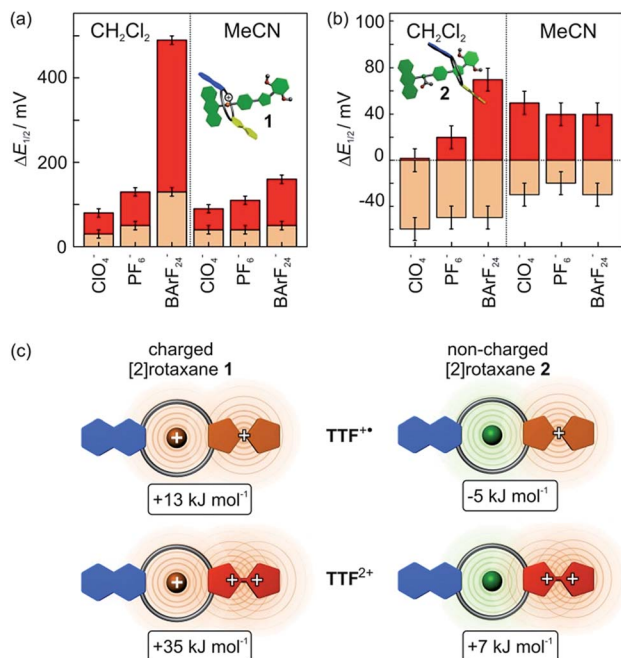 (a)
CH₂Cl₂
MeCN
500
300
100
0
ΔE1/2 / mV
1
ClO₄⁻
PF₆⁻
BArF₂₄⁻
ClO₄⁻
PF₆⁻
BArF₂₄⁻
(b)
CH₂Cl₂
MeCN
120
80
40
0
-40
ΔE1/2 / mV
2
ClO₄⁻
PF₆⁻
BArF₂₄⁻
ClO₄⁻
PF₆⁻
BArF₂₄⁻
(c)
charged
[2]rotaxane 1
non-charged
[2]rotaxane 2
+ +
TTF⁺•
+
+13 kJ mol⁻¹
-5 kJ mol⁻¹
+ + +
TTF²⁺
+ +
+35 kJ mol⁻¹
+7 kJ mol⁻¹